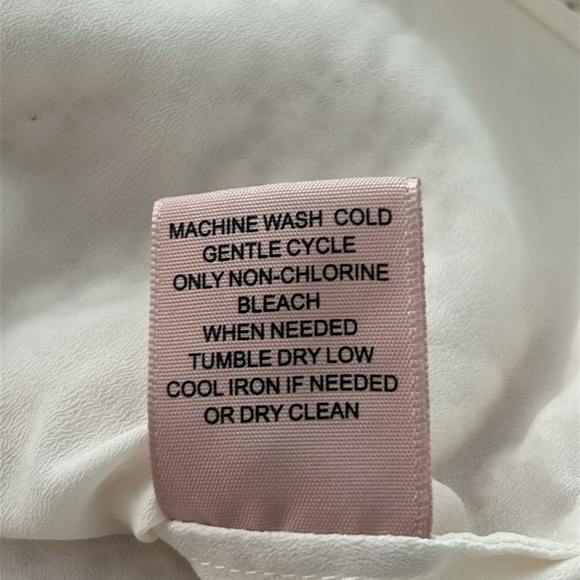 MACHINE WASH COLD
GENTLE CYCLE
ONLY NON-CHLORINE
BLEACH
WHEN NEEDED
TUMBLE DRY LOW
COOL IRON IF NEEDED
OR DRY CLEAN